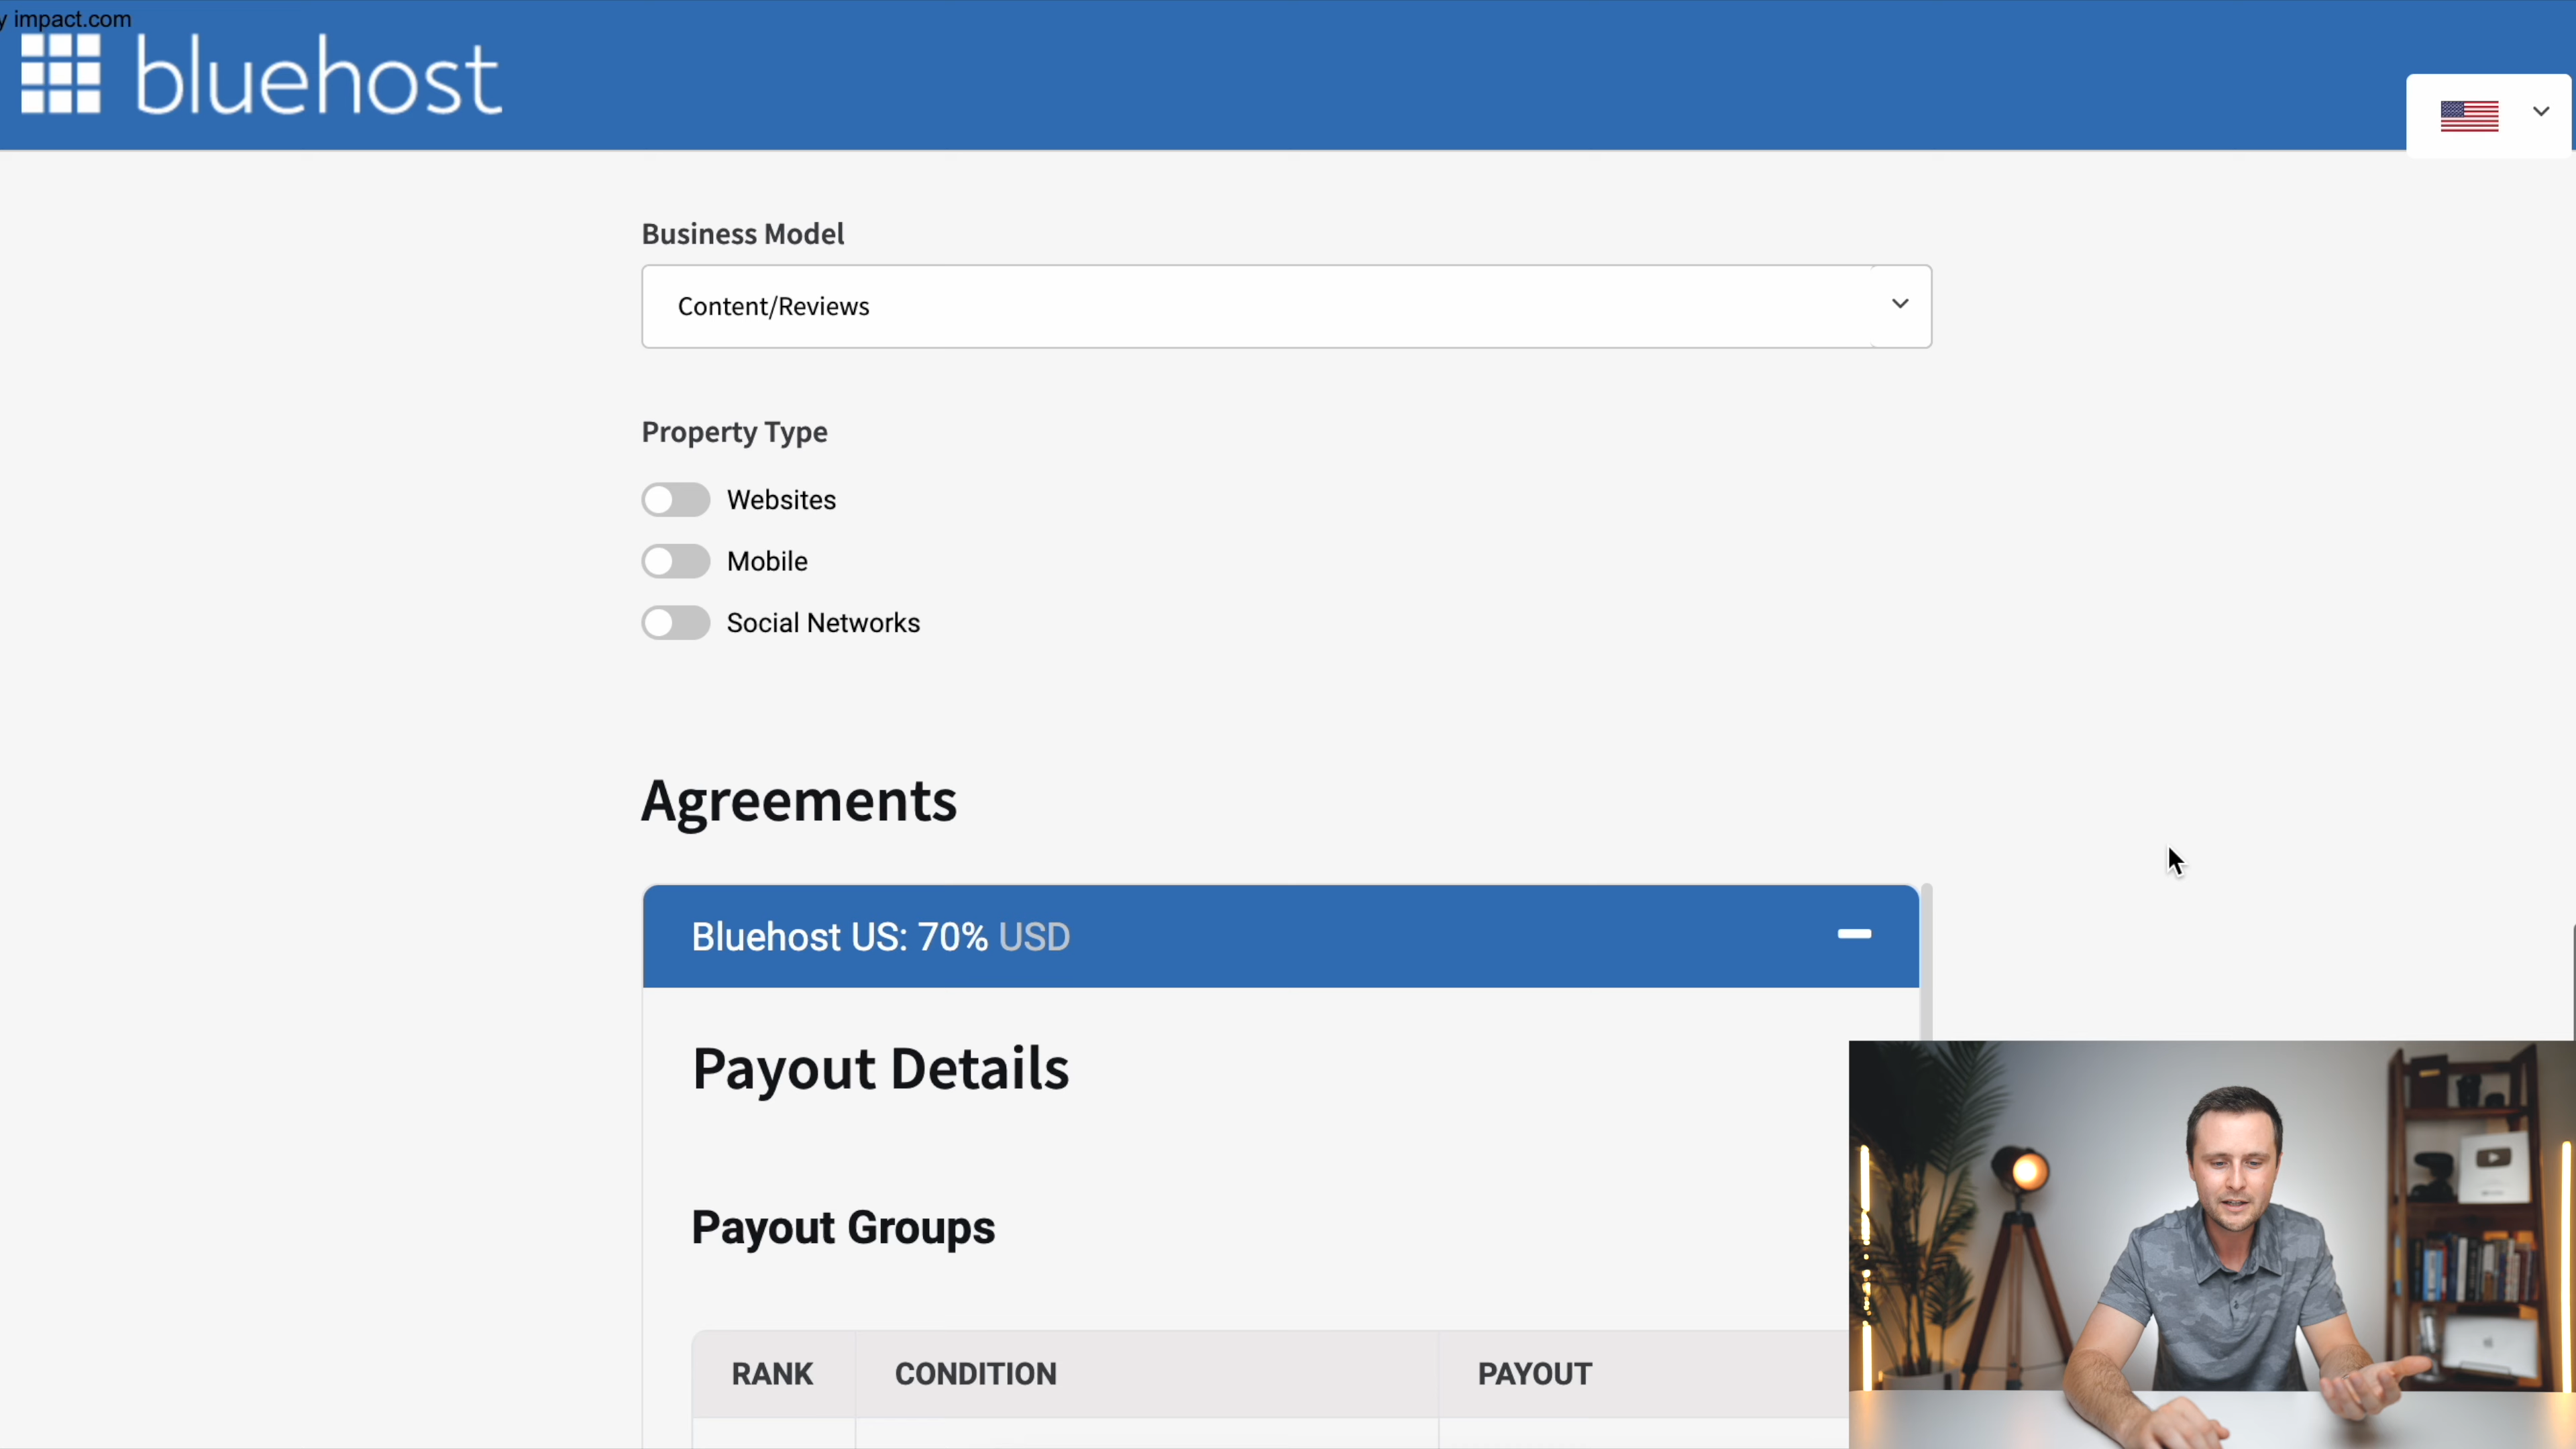 impact.com
bluehost
Business Model
Content/Reviews
Property Type
Websites
Mobile
Social Networks
Agreements
Bluehost US: 70% USD
Payout Details
Payout Groups
RANK CONDITION PAYOUT